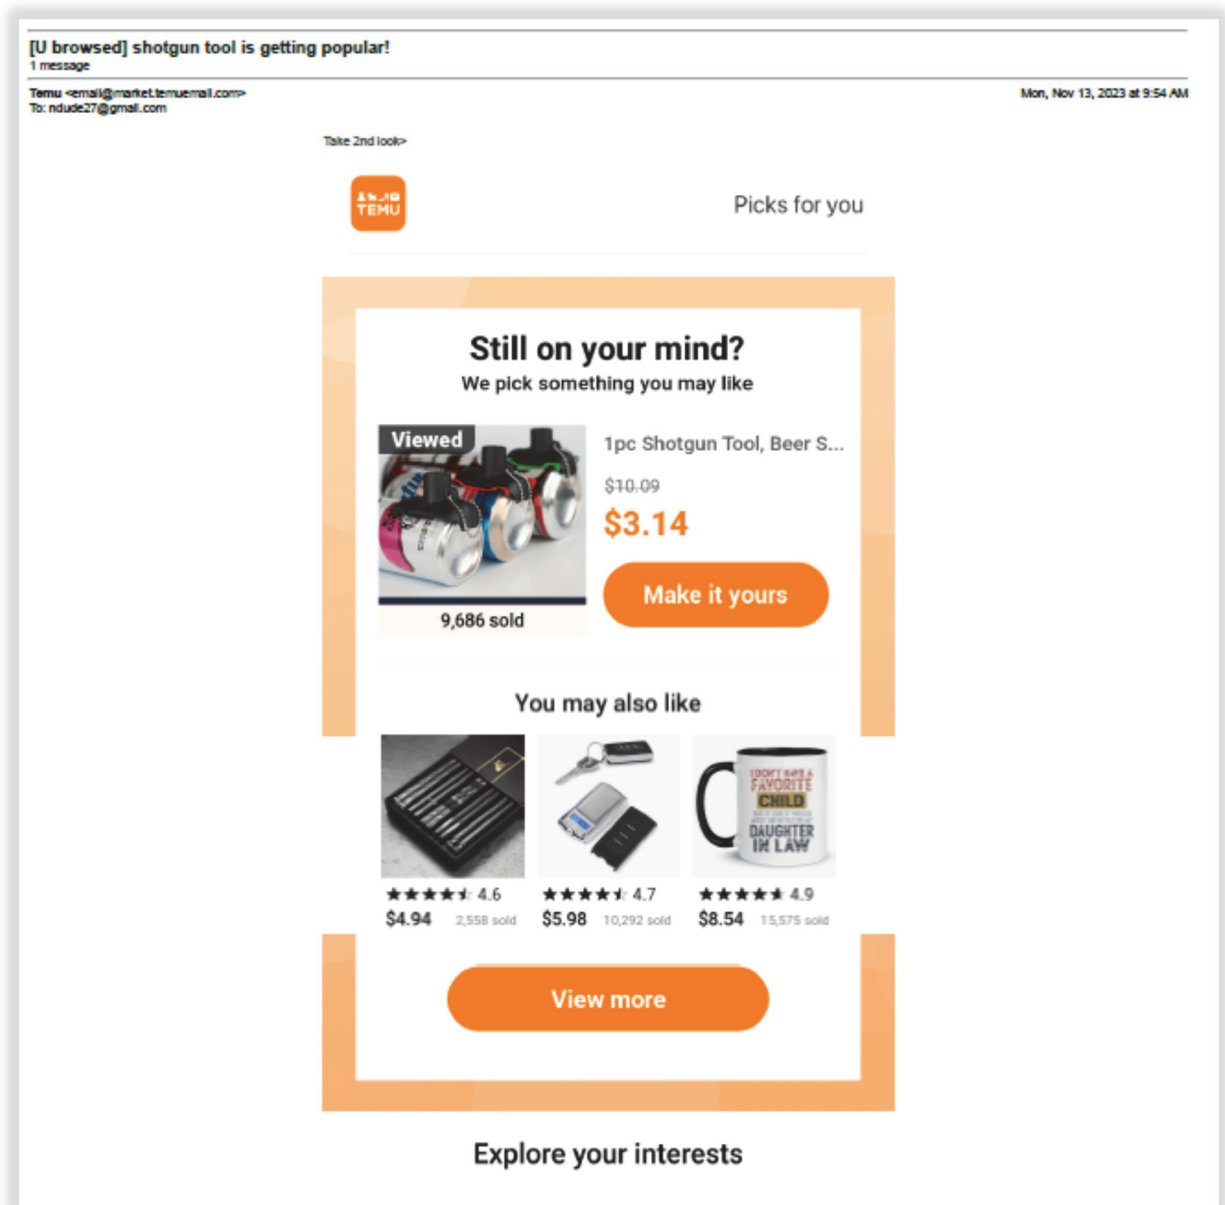 [U browsed] shotgun tool is getting popular!
1 message
Temu <email@market.temuemail.com>
Mon, Nov 13, 2023 at 9:54 AM
To: ndude27@gmail.com
Take 2nd look>
TEMU
Picks for you
Still on your mind?
We pick something you may like
Viewed
1pc Shotgun Tool, Beer S...
$10.09
$3.14
Make it yours
9,686 sold
You may also like
I DON'T HAVE A
FAVORITE
CHILD
DAUGHTER
IN LAW
4.6
4.7
4.9
$4.94 2,558 sold
$5.98 10,292 sold
$8.54 15,575 sold
View more
Explore your interests